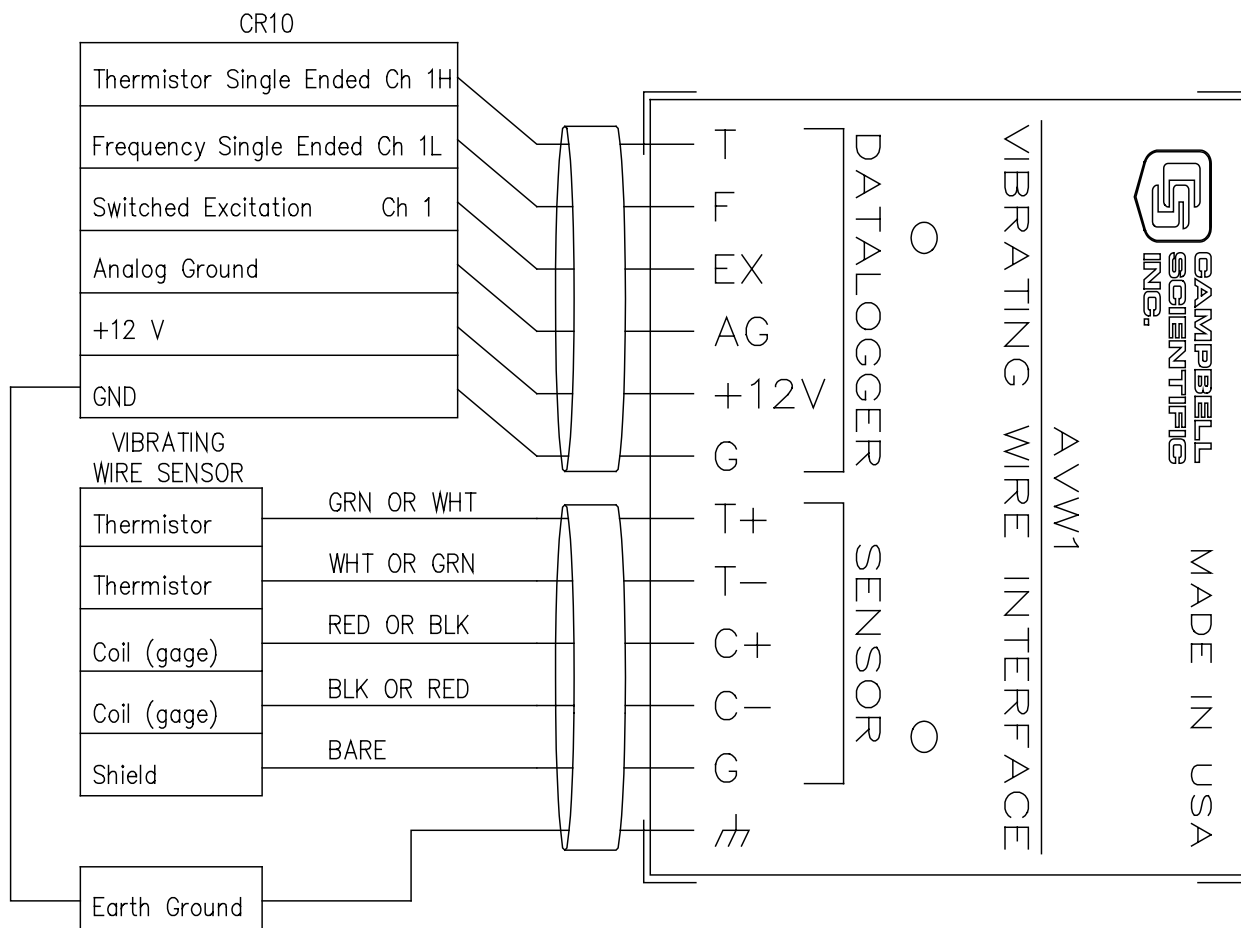 CR10
Thermistor Single Ended Ch 1H
Frequency Single Ended Ch 1L
Switched Excitation Ch 1
Analog Ground
+12 V
GND
VIBRATING
WIRE SENSOR
Thermistor
Thermistor
Coil (gage)
Coil (gage)
Shield
Earth Ground
GRN OR WHT
WHT OR GRN
RED OR BLK
BLK OR RED
BARE
T
F
EX
AG
+12V
G
T+
T−
C+
C−
G
DATALOGGER
SENSOR
VIBRATING WIRE INTERFACE
AVW1
CAMPBELL
SCIENTIFIC
INC.
MADE IN USA